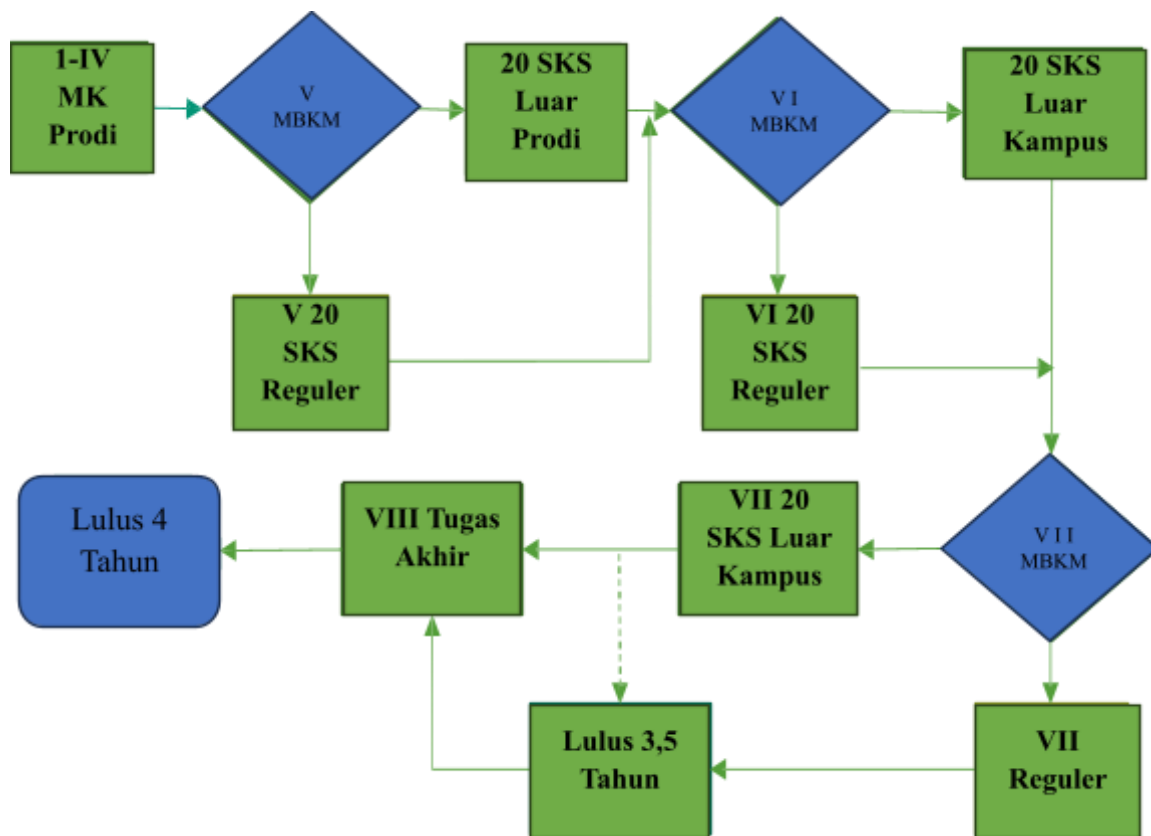 1-IV
MK
Prodi
V
MBKM
20 SKS
Luar
Prodi
V I
MBKM
20 SKS
Luar
Kampus
V 20
SKS
Reguler
VI 20
SKS
Reguler
Lulus 4
Tahun
VIII Tugas
Akhir
VII 20
SKS Luar
Kampus
V I I
MBKM
Lulus 3,5
Tahun
VII
Reguler